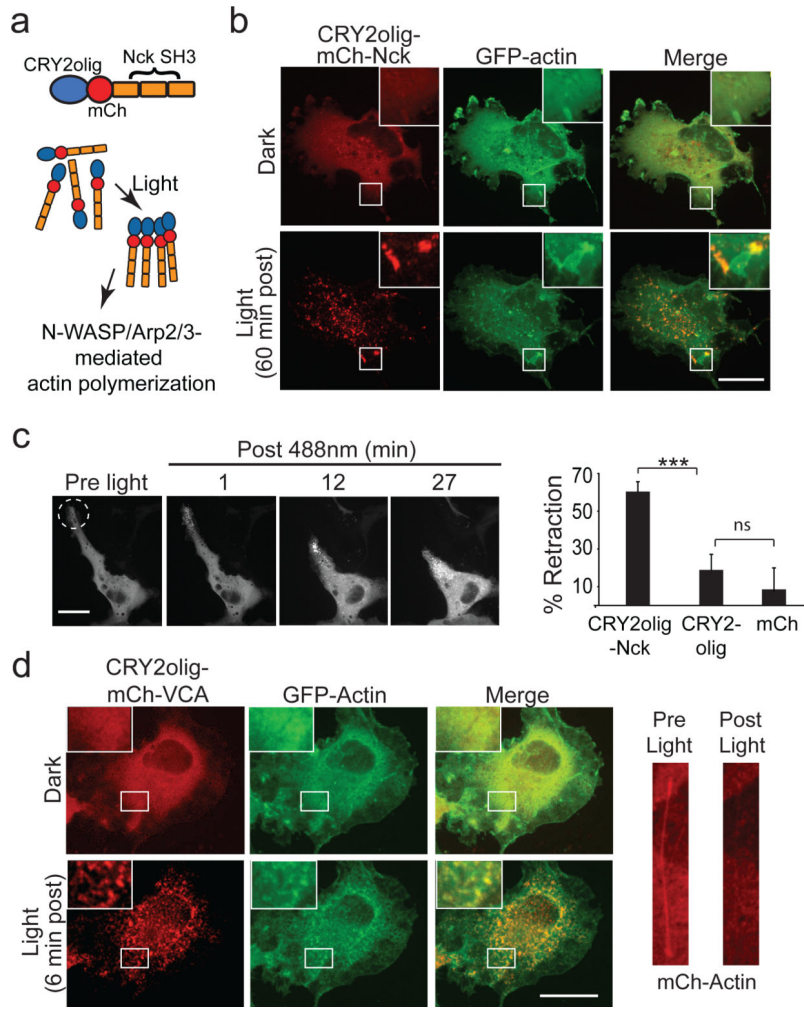 a
CRY2olig
Nck SH3
mCh
Light
N-WASP/Arp2/3-
mediated
actin polymerization
b
CRY2olig-
mCh-Nck
GFP-actin
Merge
Dark
Light
(60 min post)
c
Post 488nm (min)
Pre light
1
12
27
% Retraction
70
50
30
10
***
ns
CRY2olig
-Nck
CRY2-
olig
mCh
d
CRY2olig-
mCh-VCA
GFP-Actin
Merge
Dark
Light
(6 min post)
Pre
Light
Post
Light
mCh-Actin